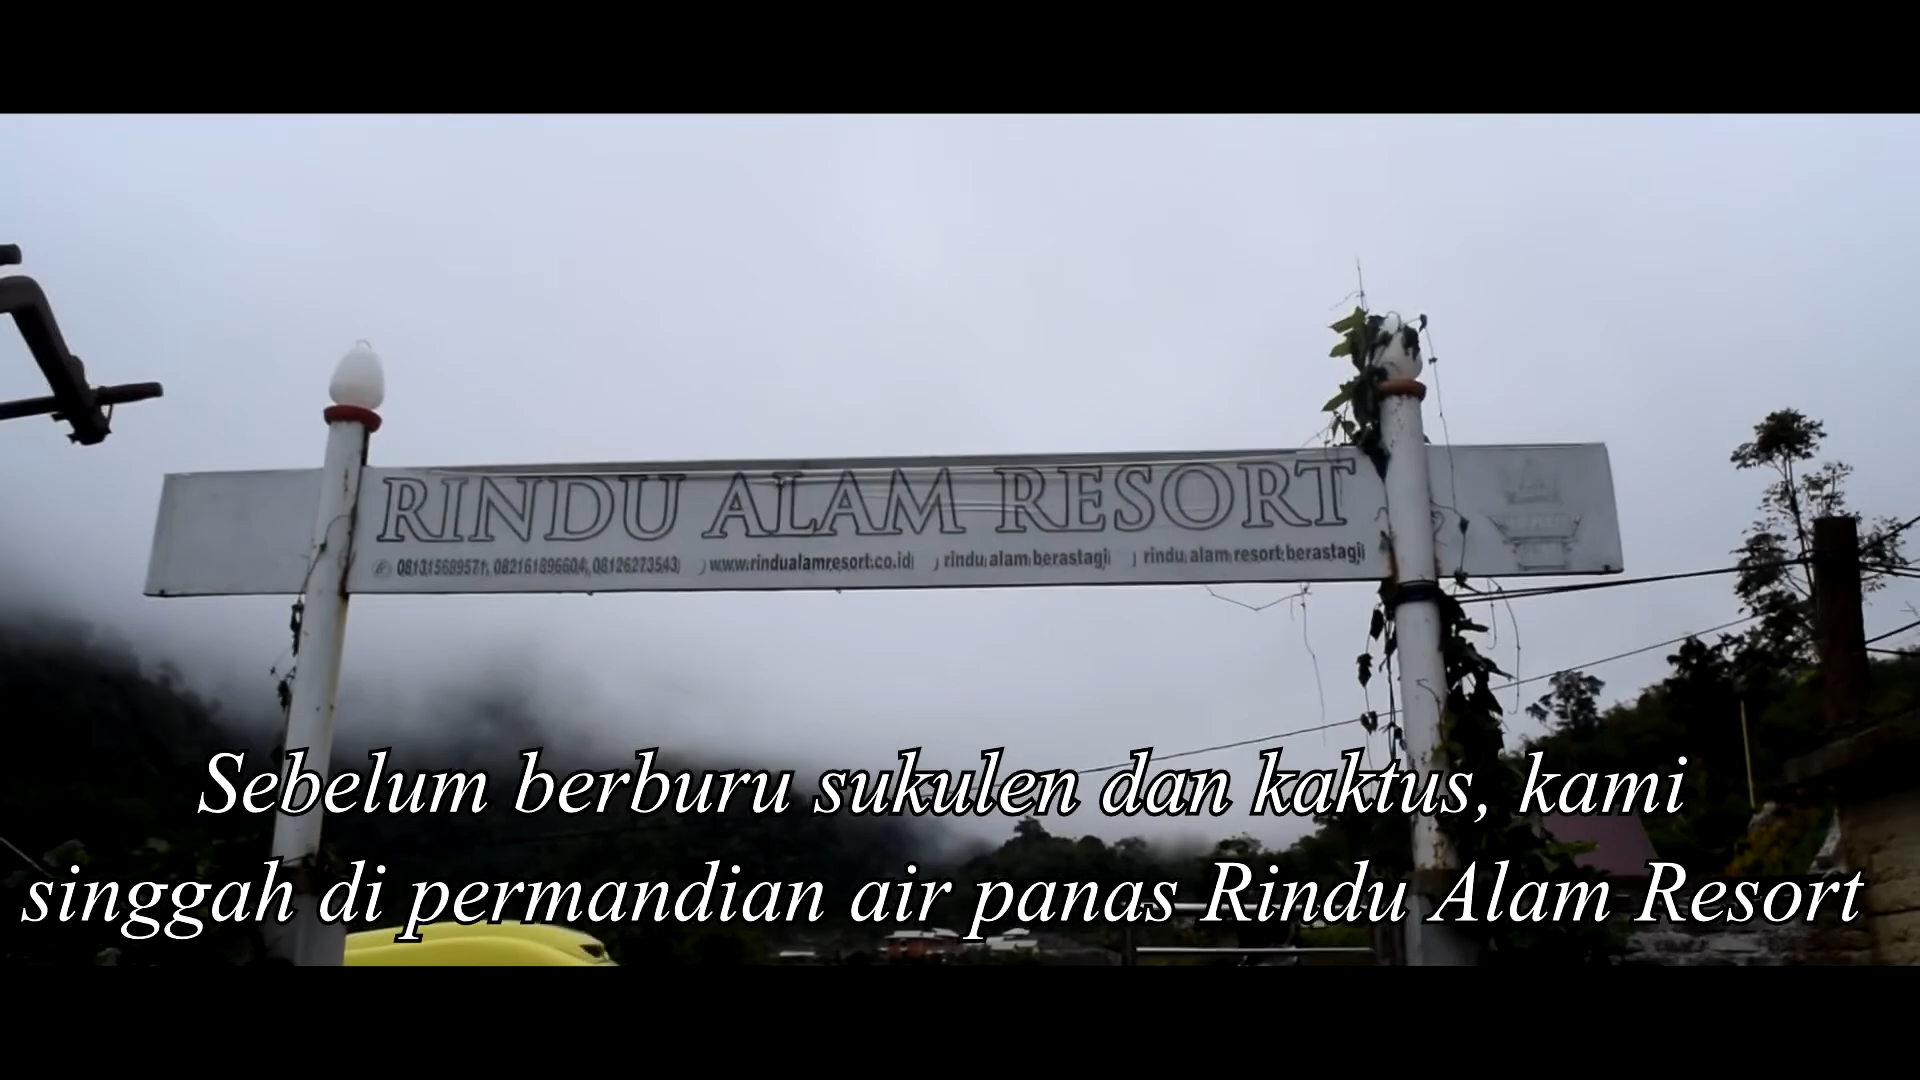 RINDU ALAM RESORT
081315689571, 082161896604, 08126273543 www.rindualamresort.co.id rindu alam berastagi rindu alam resort berastagi
Sebelum berburu sukulen dan kaktus, kami
singgah di permandian air panas Rindu Alam Resort